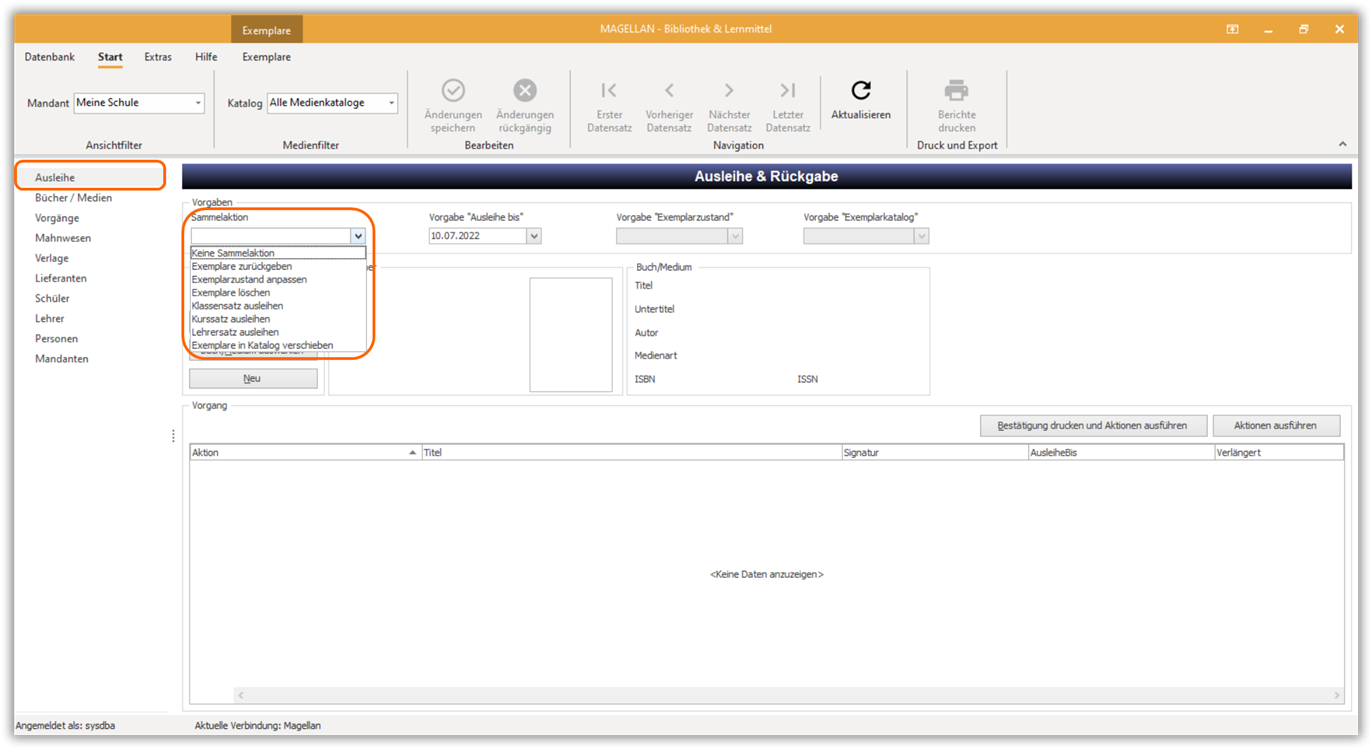 Exemplare
MAGELLAN - Bibliothek & Lernmittel
Datenbank Start Extras Hilfe Exemplare
Mandant Meine Schule
Katalog Alle Medienkataloge
Änderungen speichern
Änderungen rückgängig
Erster Datensatz
Vorheriger Datensatz
Nächster Datensatz
Letzter Datensatz
Aktualisieren
Berichte drucken
Ansichtfilter Medienfilter Bearbeiten Navigation Druck und Export
Ausleihe
Bücher / Medien
Vorgänge
Mahnwesen
Verlage
Lieferanten
Schüler
Lehrer
Personen
Mandanten
Ausleihe & Rückgabe
Vorgaben
Sammelaktion Vorgabe "Ausleihe bis" Vorgabe "Exemplarzustand" Vorgabe "Exemplarkatalog"
10.07.2022
Keine Sammelaktion
Exemplare zurückgeben
Exemplarzustand anpassen
Exemplare löschen
Klassensatz ausleihen
Kurssatz ausleihen
Lehrersatz ausleihen
Exemplare in Katalog verschieben
Neu
Buch/Medium
Titel
Untertitel
Autor
Medienart
ISBN ISSN
Vorgang
Bestätigung drucken und Aktionen ausführen Aktionen ausführen
Aktion Titel Signatur AusleiheBis Verlängert
<Keine Daten anzuzeigen>
Angemeldet als: sysdba Aktuelle Verbindung: Magellan